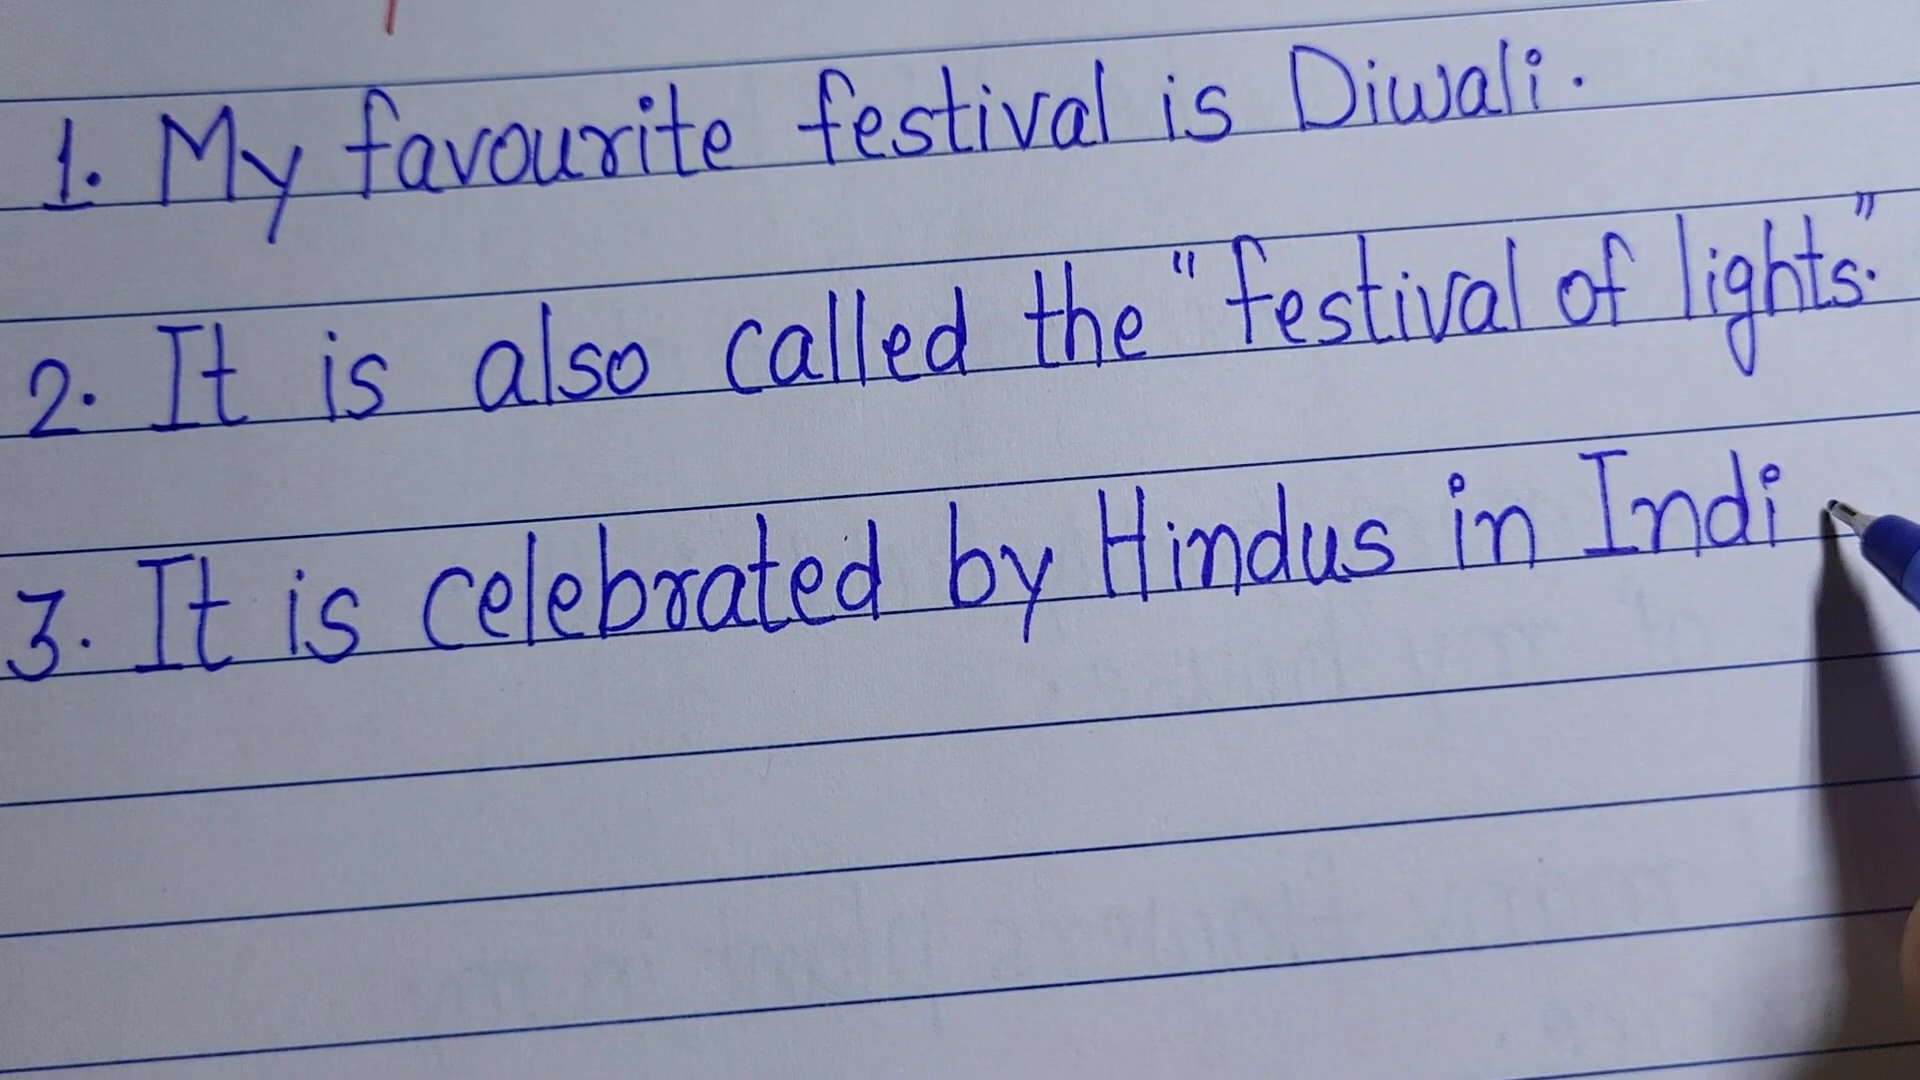 1. My favourite festival is Diwali.
2. It is also called the "festival of lights."
3. It is celebrated by Hindus in Indi